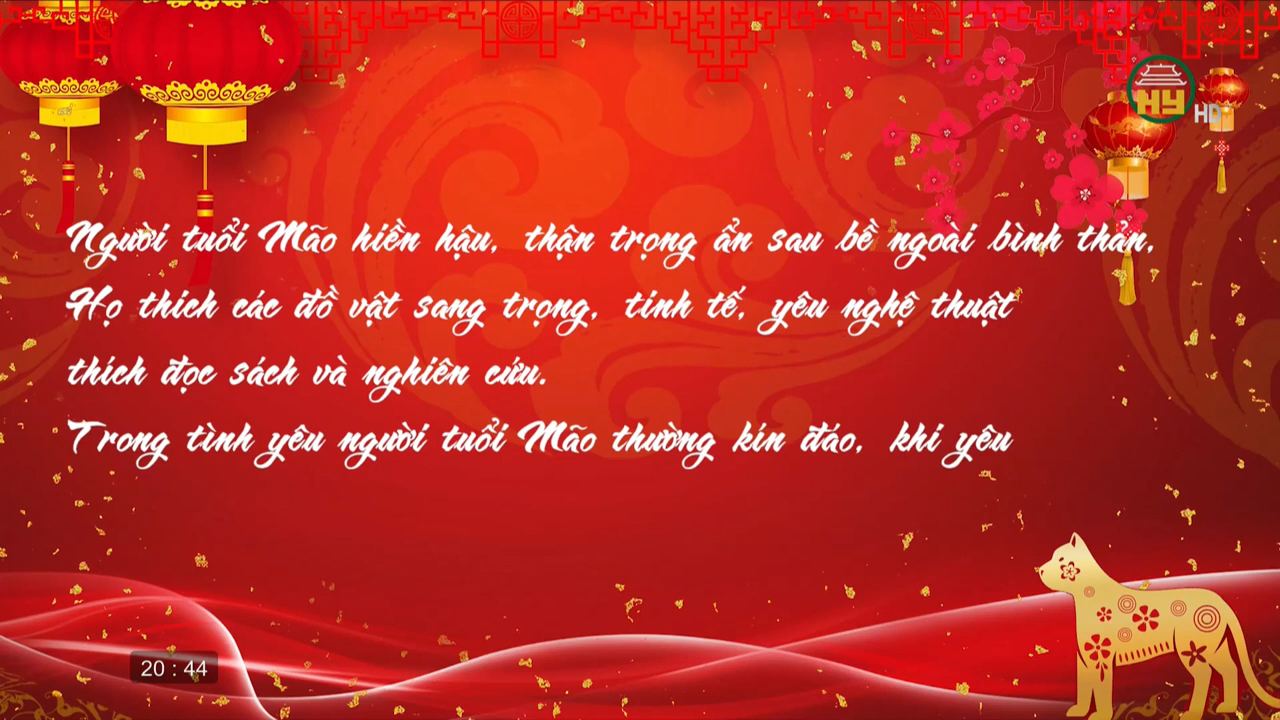 HY HD
Người tuổi Mão hiền hậu, thận trọng ẩn sau bề ngoài bình thản,
Họ thích các đồ vật sang trọng, tinh tế, yêu nghệ thuật
thích đọc sách và nghiên cứu.
Trong tình yêu người tuổi Mão thường kín đáo, khi yêu
20 : 44